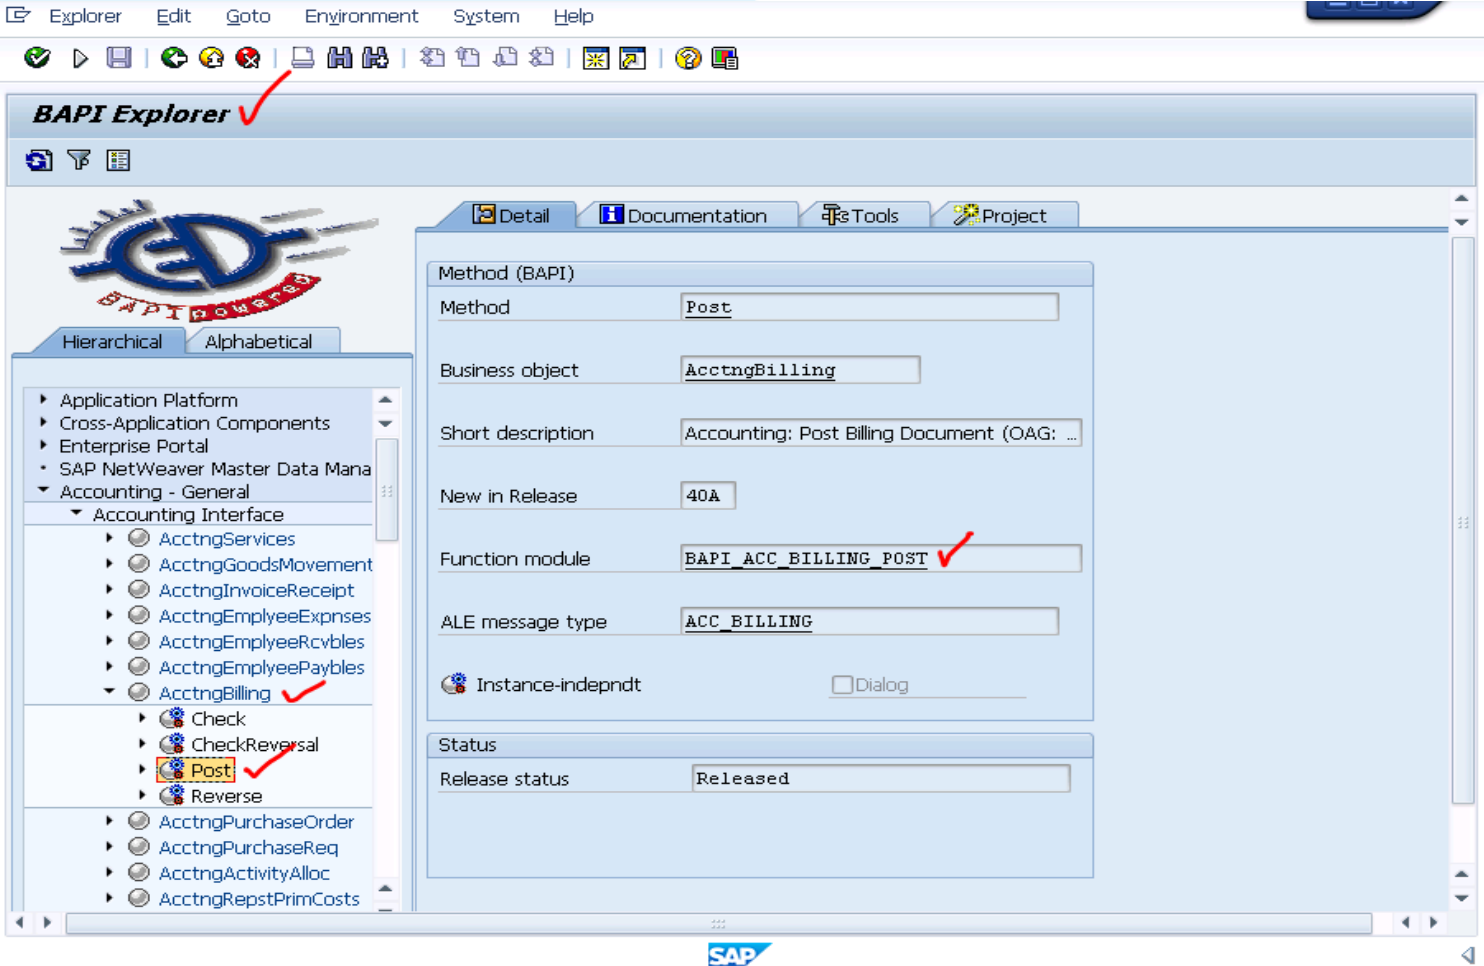 Explorer Edit Goto Environment System Help
BAPI Explorer
BAPI powered
Detail Documentation Tools Project
Hierarchical Alphabetical
Application Platform
Cross-Application Components
Enterprise Portal
SAP NetWeaver Master Data Mana
Accounting - General
Accounting Interface
AcctngServices
AcctngGoodsMovement
AcctngInvoiceReceipt
AcctngEmplyeeExpnses
AcctngEmplyeeRcvbles
AcctngEmplyeePaybles
AcctngBilling
Check
CheckReversal
Post
Reverse
AcctngPurchaseOrder
AcctngPurchaseReq
AcctngActivityAlloc
AcctngRepstPrimCosts
Method (BAPI)
Method Post
Business object AcctngBilling
Short description Accounting: Post Billing Document (OAG: ...
New in Release 40A
Function module BAPI_ACC_BILLING_POST
ALE message type ACC_BILLING
Instance-indepndt Dialog
Status
Release status Released
SAP